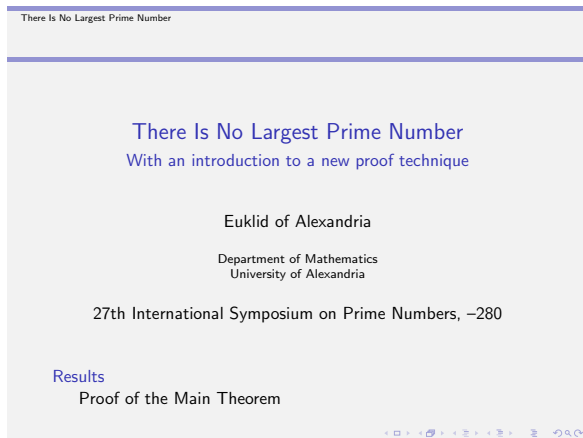 There Is No Largest Prime Number
There Is No Largest Prime Number
With an introduction to a new proof technique
Euklid of Alexandria
Department of Mathematics
University of Alexandria
27th International Symposium on Prime Numbers, –280
Results
Proof of the Main Theorem